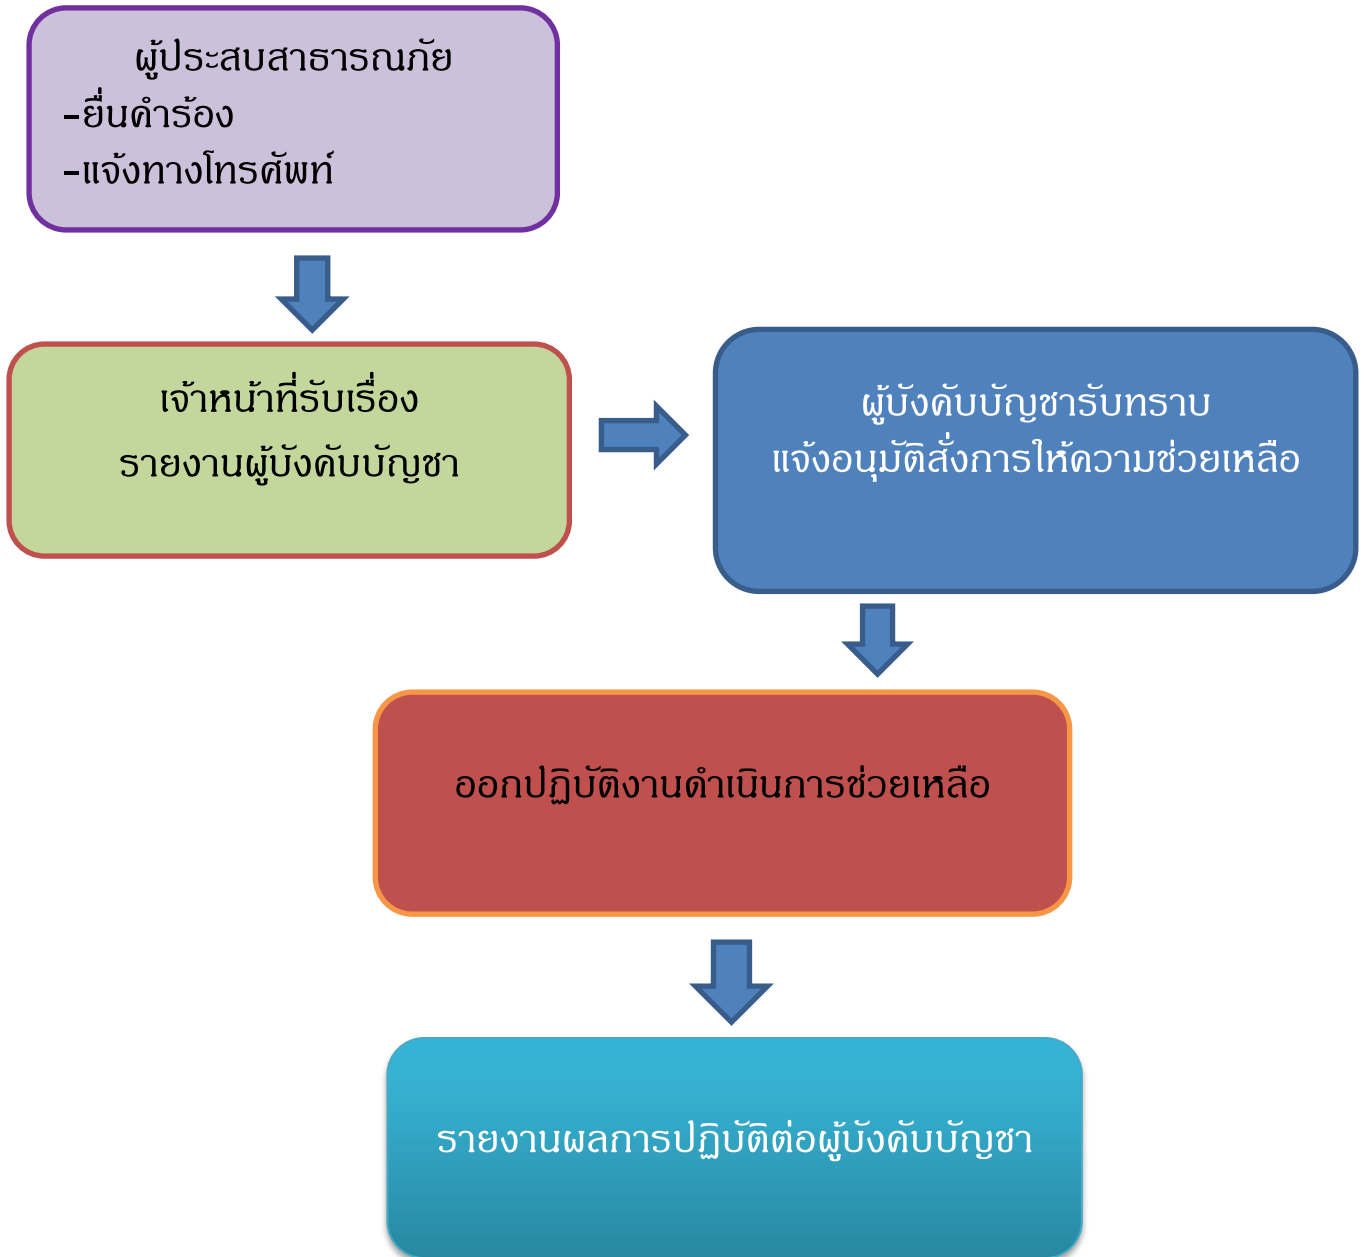 ผู้ประสบสาธารณภัย
-ยื่นคำร้อง
-แจ้งทางโทรศัพท์
เจ้าหน้าที่รับเรื่อง
รายงานผู้บังคับบัญชา
ผู้บังคับบัญชารับทราบ
แจ้งอนุมัติสั่งการให้ความช่วยเหลือ
ออกปฏิบัติงานดำเนินการช่วยเหลือ
รายงานผลการปฏิบัติต่อผู้บังคับบัญชา